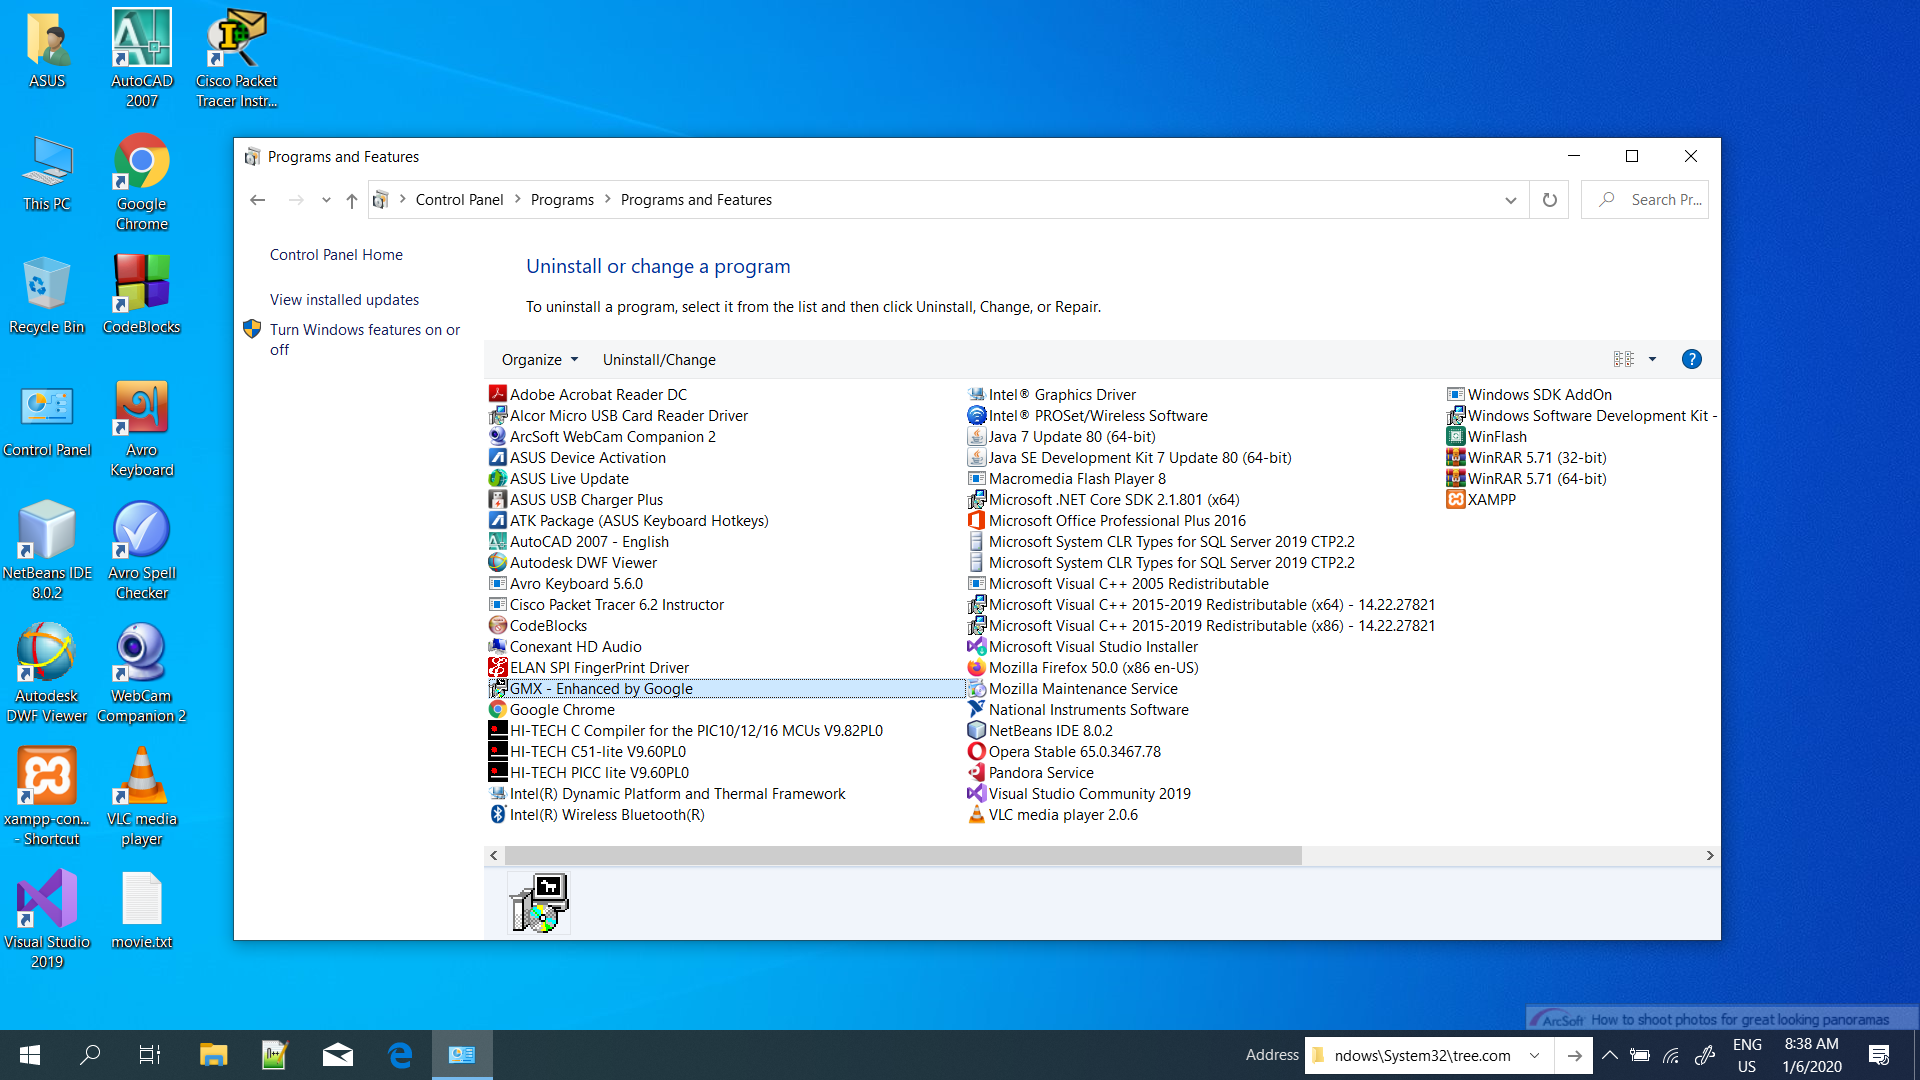 ASUS
AutoCAD
2007
Cisco Packet
Tracer Instr...
This PC
Google
Chrome
Recycle Bin
CodeBlocks
Control Panel
Avro
Keyboard
NetBeans IDE
8.0.2
Avro Spell
Checker
Autodesk
DWF Viewer
WebCam
Companion 2
xampp-con...
- Shortcut
VLC media
player
Visual Studio
2019
movie.txt
Programs and Features
Control Panel
Programs
Programs and Features
Search Pr...
Control Panel Home
View installed updates
Turn Windows features on or
off
Uninstall or change a program
To uninstall a program, select it from the list and then click Uninstall, Change, or Repair.
Organize
Uninstall/Change
Adobe Acrobat Reader DC
Alcor Micro USB Card Reader Driver
ArcSoft WebCam Companion 2
ASUS Device Activation
ASUS Live Update
ASUS USB Charger Plus
ATK Package (ASUS Keyboard Hotkeys)
AutoCAD 2007 - English
Autodesk DWF Viewer
Avro Keyboard 5.6.0
Cisco Packet Tracer 6.2 Instructor
CodeBlocks
Conexant HD Audio
ELAN SPI FingerPrint Driver
GMX - Enhanced by Google
Google Chrome
HI-TECH C Compiler for the PIC10/12/16 MCUs V9.82PL0
HI-TECH C51-lite V9.60PL0
HI-TECH PICC lite V9.60PL0
Intel(R) Dynamic Platform and Thermal Framework
Intel(R) Wireless Bluetooth(R)
Intel® Graphics Driver
Intel® PROSet/Wireless Software
Java 7 Update 80 (64-bit)
Java SE Development Kit 7 Update 80 (64-bit)
Macromedia Flash Player 8
Microsoft .NET Core SDK 2.1.801 (x64)
Microsoft Office Professional Plus 2016
Microsoft System CLR Types for SQL Server 2019 CTP2.2
Microsoft System CLR Types for SQL Server 2019 CTP2.2
Microsoft Visual C++ 2005 Redistributable
Microsoft Visual C++ 2015-2019 Redistributable (x64) - 14.22.27821
Microsoft Visual C++ 2015-2019 Redistributable (x86) - 14.22.27821
Microsoft Visual Studio Installer
Mozilla Firefox 50.0 (x86 en-US)
Mozilla Maintenance Service
National Instruments Software
NetBeans IDE 8.0.2
Opera Stable 65.0.3467.78
Pandora Service
Visual Studio Community 2019
VLC media player 2.0.6
Windows SDK AddOn
Windows Software Development Kit -
WinFlash
WinRAR 5.71 (32-bit)
WinRAR 5.71 (64-bit)
XAMPP
ArcSoft How to shoot photos for great looking panoramas
Address
ndows\System32\tree.com
ENG
US
8:38 AM
1/6/2020